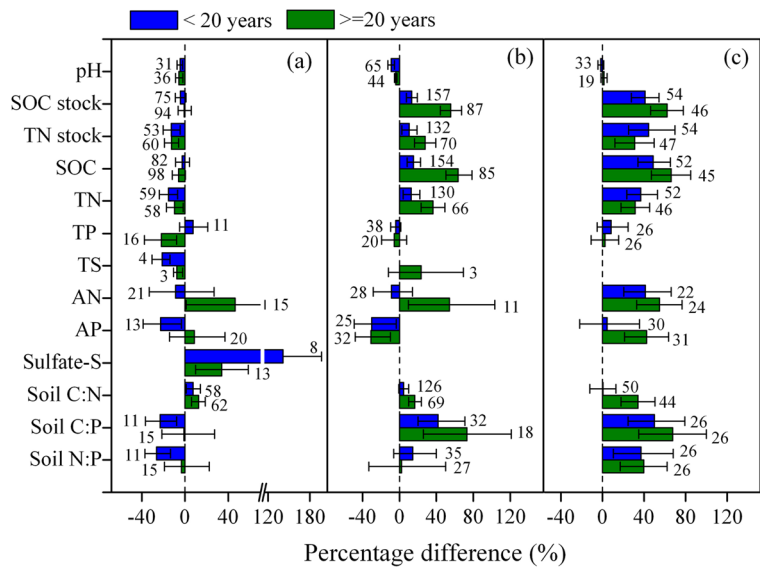 < 20 years >=20 years
(a) (b) (c)
pH 31 36 65 44 33 19
SOC stock 75 94 157 87 54 46
TN stock 53 60 132 70 54 47
SOC 82 98 154 85 52 45
TN 59 58 130 66 52 46
TP 11 16 38 20 26 26
TS 4 3 3
AN 21 15 28 11 22 24
AP 13 20 25 32 30 31
Sulfate-S 8 13
Soil C:N 58 62 126 69 50 44
Soil C:P 11 15 32 18 26 26
Soil N:P 11 15 35 27 26 26
-40 0 40 120 180 -40 0 40 80 120 -40 0 40 80 120
Percentage difference (%)